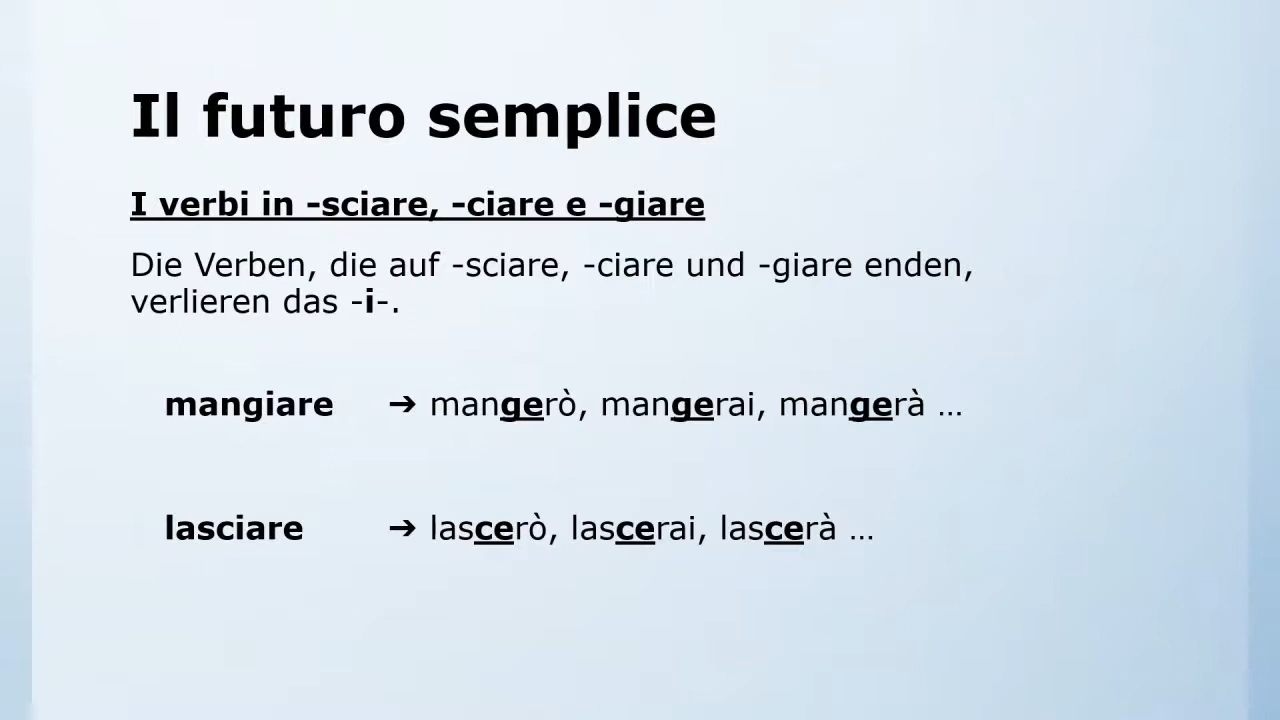 Il futuro semplice
I verbi in -sciare, -ciare e -giare
Die Verben, die auf -sciare, -ciare und -giare enden,
verlieren das -i-.
mangiare ➔ mangerò, mangerai, mangerà …
lasciare ➔ lascerò, lascerai, lascerà …